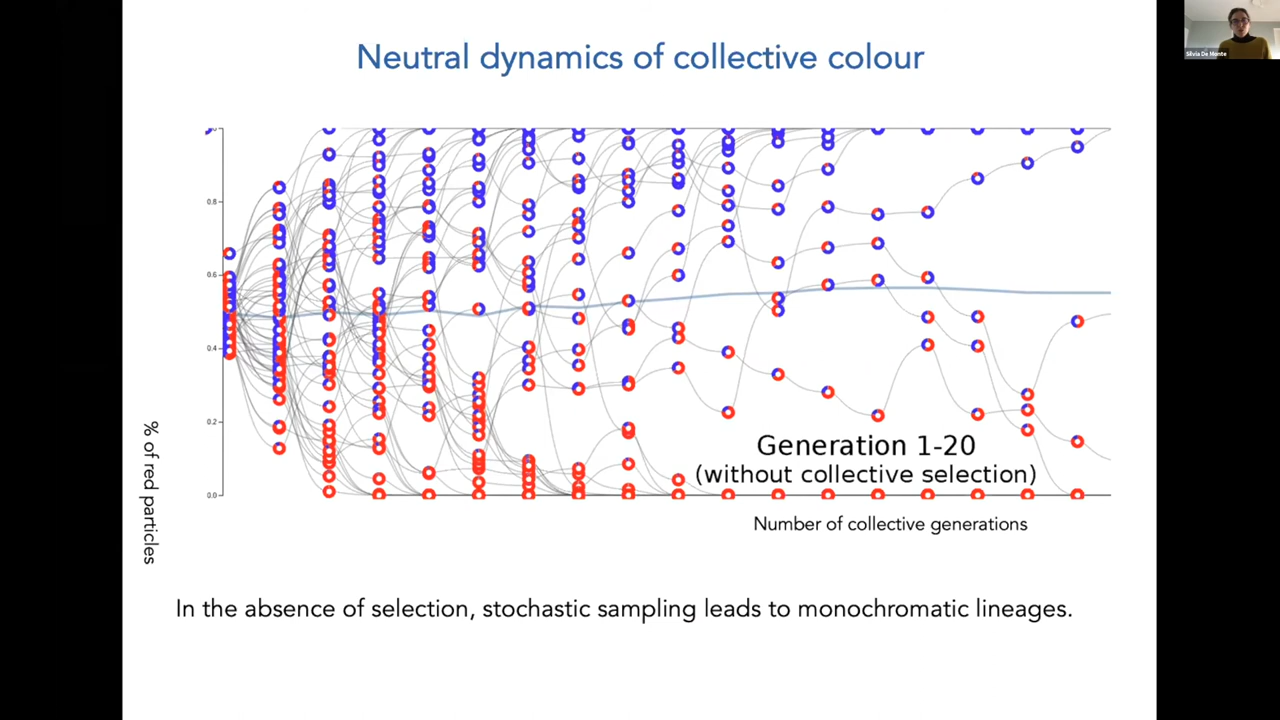 Neutral dynamics of collective colour
Silvia De Monte
0.8
0.6
0.4
0.2
0.0
% of red particles
Generation 1-20
(without collective selection)
Number of collective generations
In the absence of selection, stochastic sampling leads to monochromatic lineages.